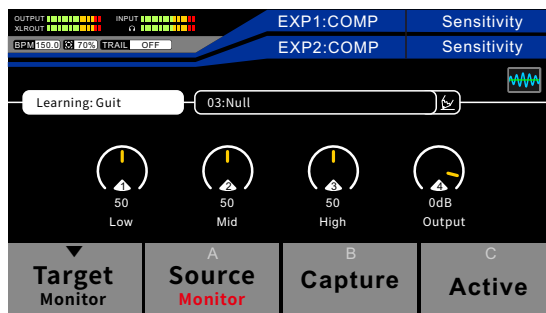 OUTPUT INPUT
XLROUT
BPM 150.0 70% TRAIL OFF
EXP1:COMP Sensitivity
EXP2:COMP Sensitivity
Learning: Guit 03:Null
1 2 3 4
50 50 50 0dB
Low Mid High Output
A B C
Target Source Capture Active
Monitor Monitor